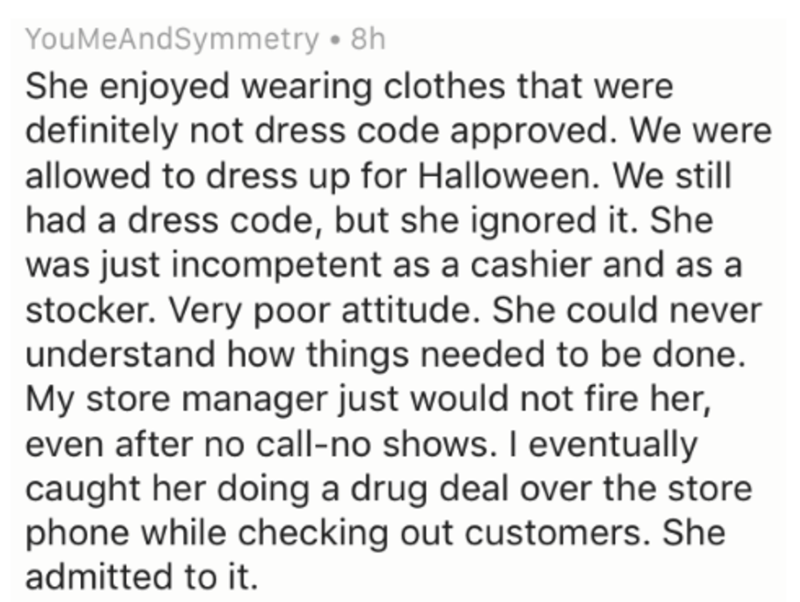 YouMeAndSymmetry • 8h
She enjoyed wearing clothes that were
definitely not dress code approved. We were
allowed to dress up for Halloween. We still
had a dress code, but she ignored it. She
was just incompetent as a cashier and as a
stocker. Very poor attitude. She could never
understand how things needed to be done.
My store manager just would not fire her,
even after no call-no shows. I eventually
caught her doing a drug deal over the store
phone while checking out customers. She
admitted to it.